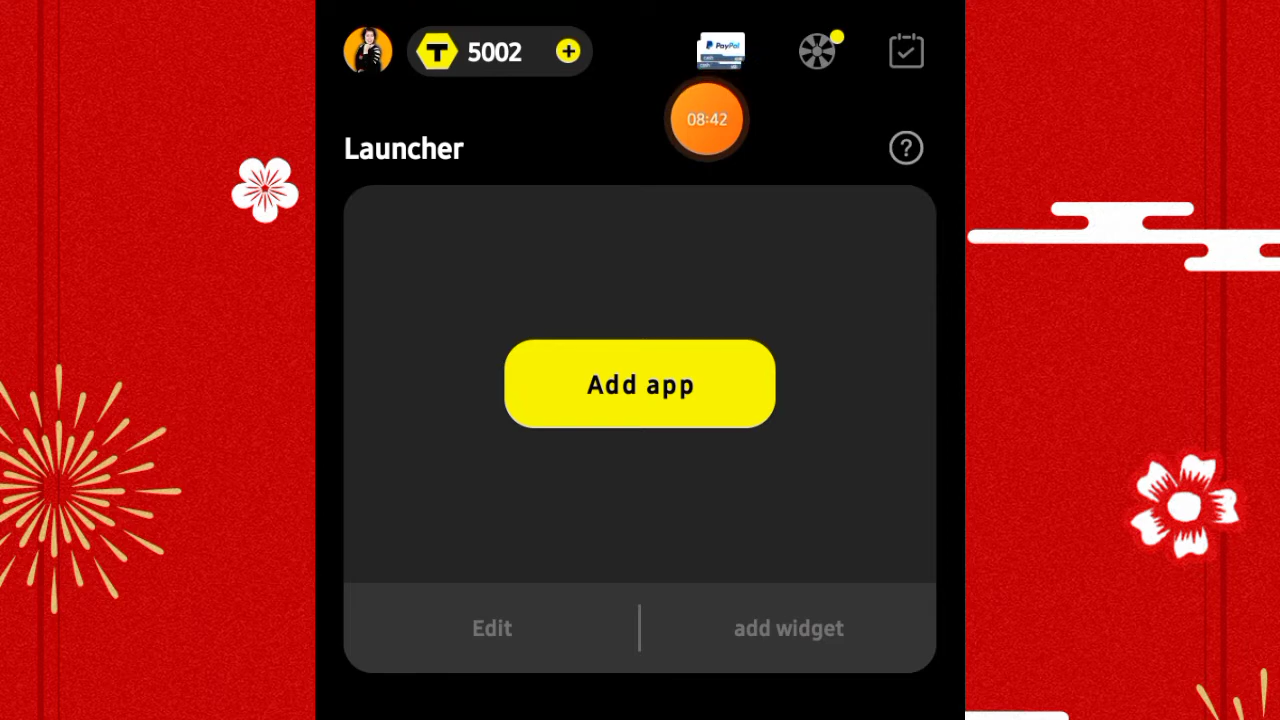 T 5002 +
PayPal
08:42
Launcher
?
Add app
Edit
add widget